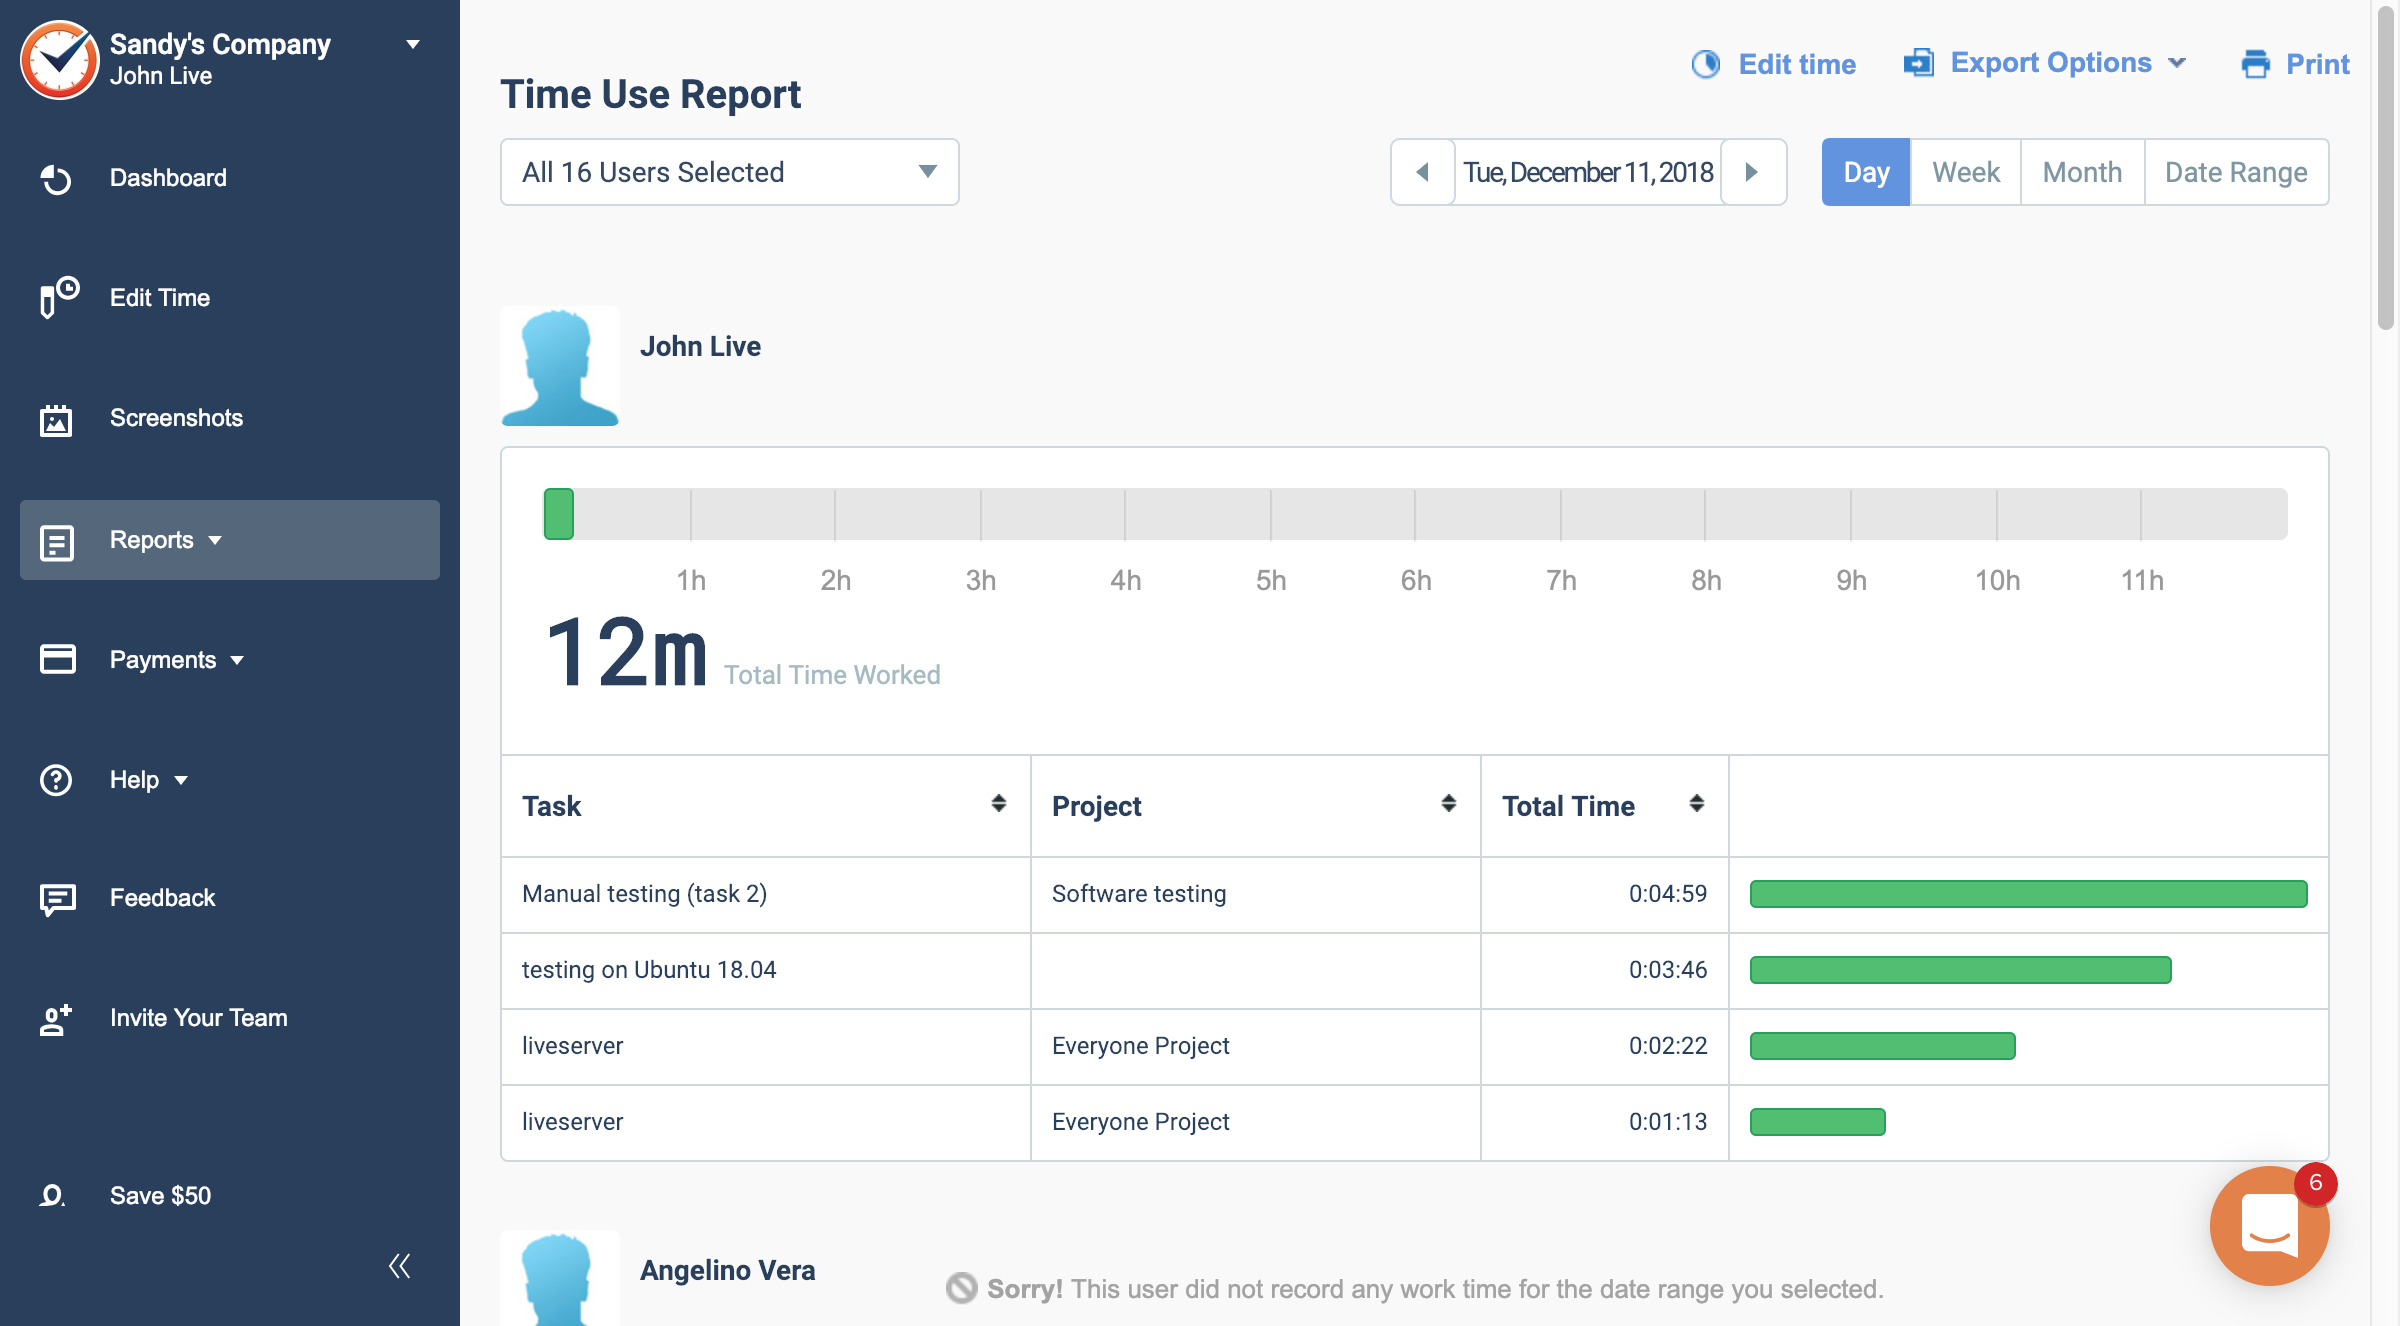 Sandy's Company
John Live
Dashboard
Edit Time
Screenshots
Reports
Payments
Help
Feedback
Invite Your Team
Save $50
Edit time
Export Options
Print
Time Use Report
All 16 Users Selected
Tue, December 11, 2018
Day
Week
Month
Date Range
John Live
1h 2h 3h 4h 5h 6h 7h 8h 9h 10h 11h
12m Total Time Worked
Task Project Total Time
Manual testing (task 2) Software testing 0:04:59
testing on Ubuntu 18.04 0:03:46
liveserver Everyone Project 0:02:22
liveserver Everyone Project 0:01:13
6
Angelino Vera
Sorry! This user did not record any work time for the date range you selected.